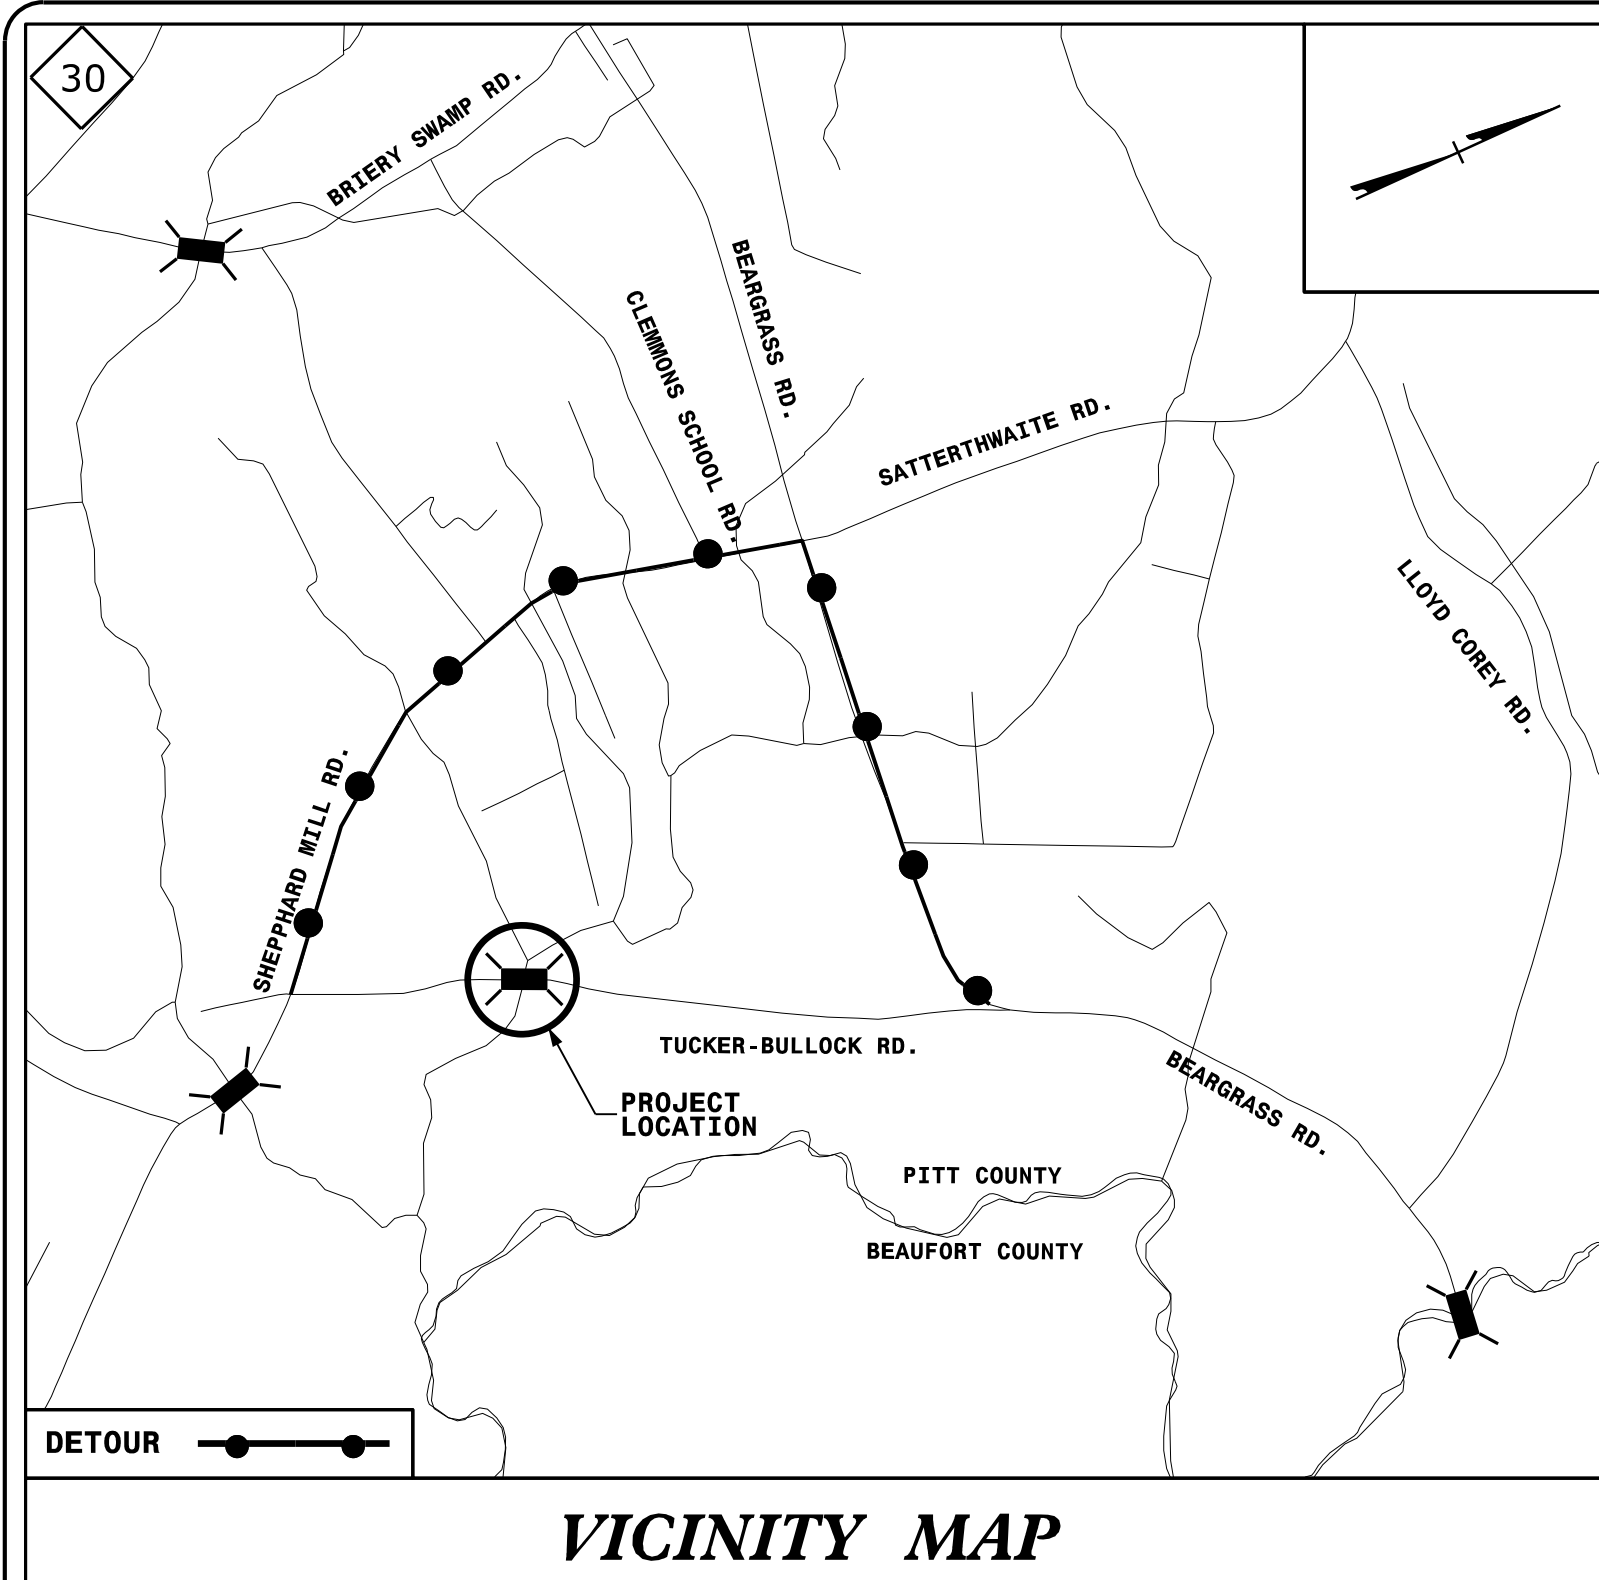 30
BRIERY SWAMP RD.
BEARGRASS RD.
CLEMMONS SCHOOL RD.
SATTERTHWAITE RD.
LLOYD COREY RD.
SHEPPHARD MILL RD.
TUCKER-BULLOCK RD.
BEARGRASS RD.
PROJECT
LOCATION
PITT COUNTY
BEAUFORT COUNTY
DETOUR
VICINITY MAP